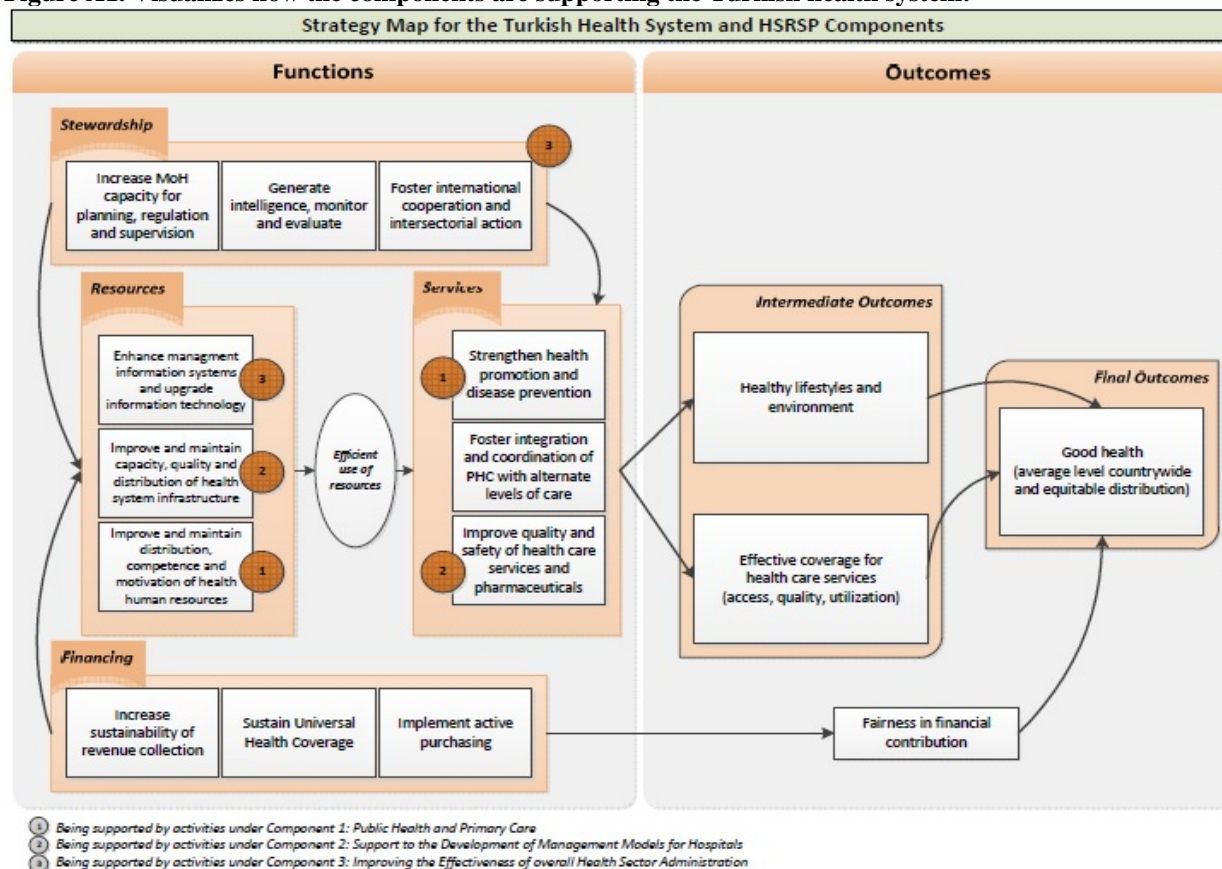 Strategy Map for the Turkish Health System and HSRSP Components
Functions
Outcomes
Stewardship
3
Increase MoH
capacity for
planning, regulation
and supervision
Generate
intelligence, monitor
and evaluate
Foster international
cooperation and
intersectorial action
Resources
Enhance managment
information systems
and upgrade
information technology
3
Improve and maintain
capacity, quality and
distribution of health
system infrastructure
2
Improve and maintain
distribution,
competence and
motivation of health
human resources
1
Efficient
use of
resources
Services
1
Strengthen health
promotion and
disease prevention
Foster integration
and coordination of
PHC with alternate
levels of care
2
Improve quality and
safety of health care
services and
pharmaceuticals
Intermediate Outcomes
Healthy lifestyles and
environment
Effective coverage for
health care services
(access, quality, utilization)
Final Outcomes
Good health
(average level countrywide
and equitable distribution)
Financing
Increase
sustainability of
revenue collection
Sustain Universal
Health Coverage
Implement active
purchasing
Fairness in financial
contribution
1 Being supported by activities under Component 1: Public Health and Primary Care
2 Being supported by activities under Component 2: Support to the Development of Management Models for Hospitals
3 Being supported by activities under Component 3: Improving the Effectiveness of overall Health Sector Administration